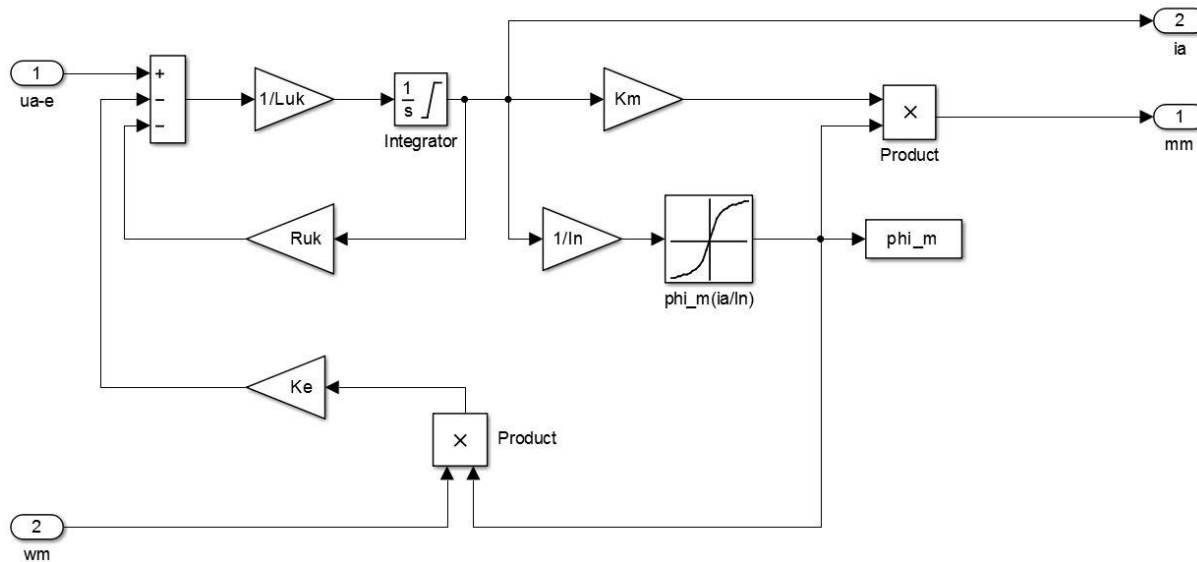 2
ia
1
ua-e
+
−
−
1/Luk
1
s
Integrator
Km
×
Product
1
mm
Ruk
1/In
phi_m(ia/In)
phi_m
Ke
×
Product
2
wm